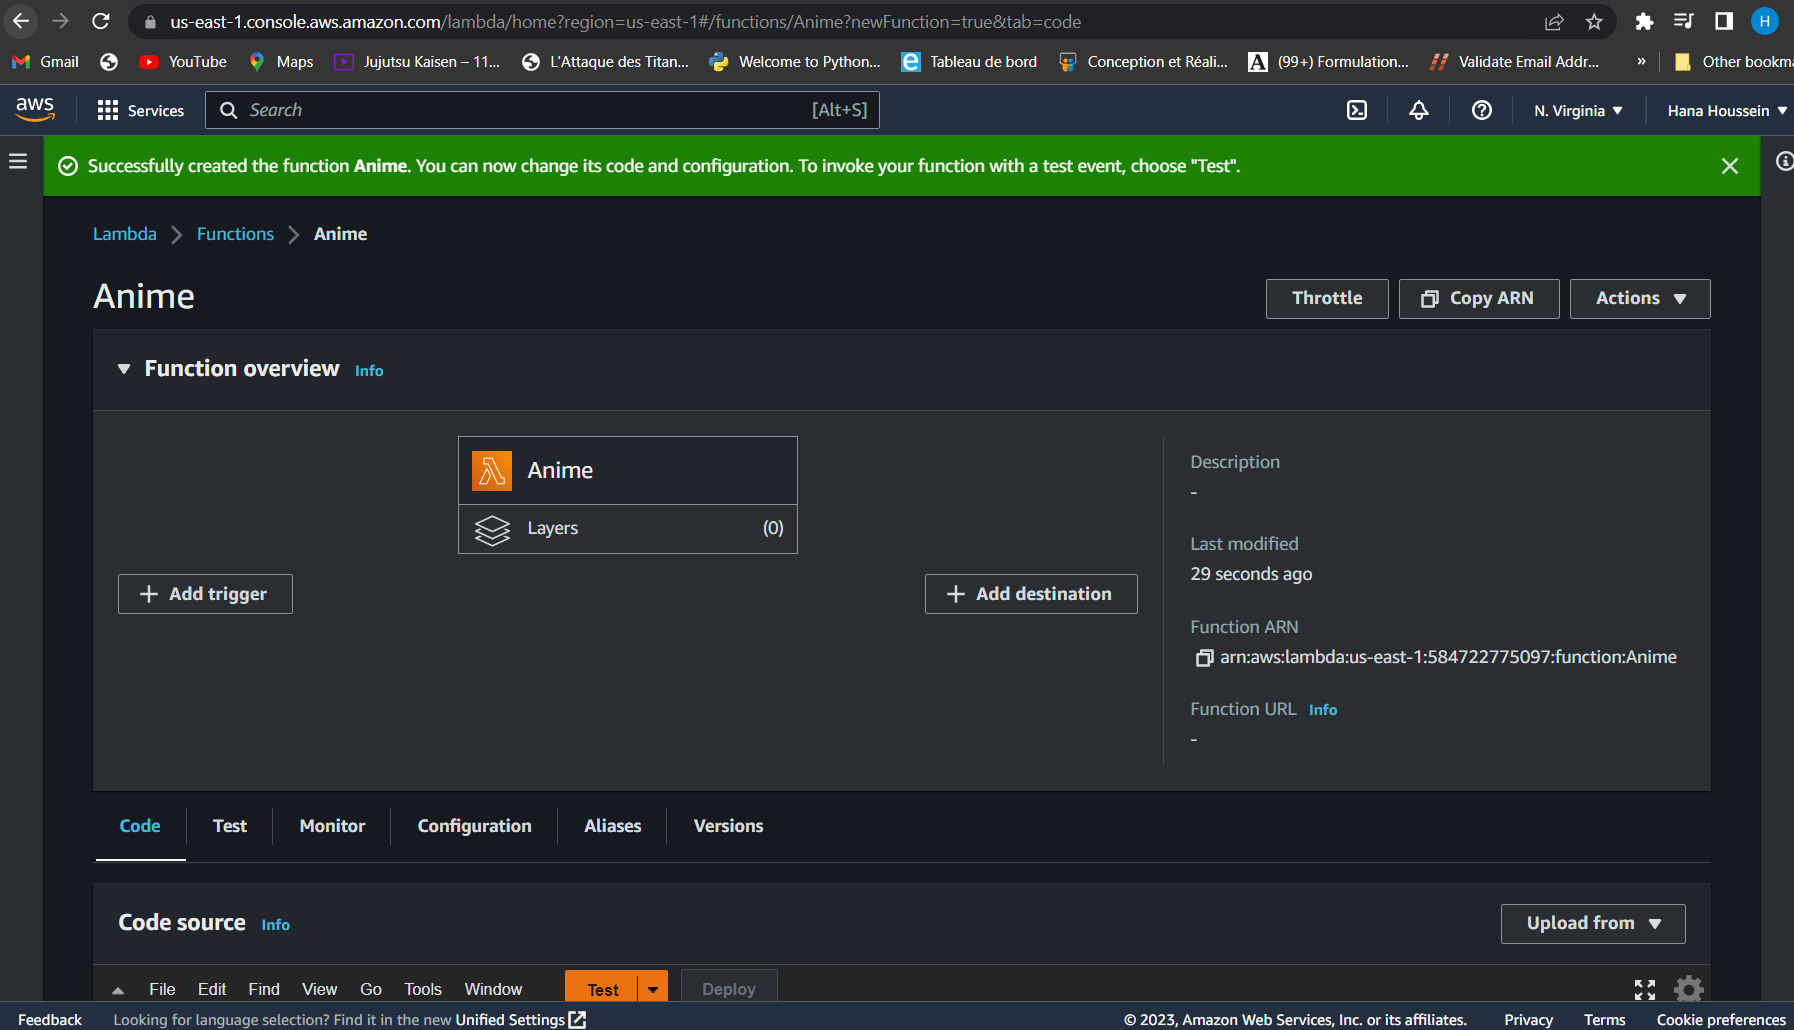 us-east-1.console.aws.amazon.com/lambda/home?region=us-east-1#/functions/Anime?newFunction=true&tab=code
H
Gmail YouTube Maps Jujutsu Kaisen – 11... L'Attaque des Titan... Welcome to Python... Tableau de bord Conception et Réali... A (99+) Formulation... Validate Email Addr... » Other bookma
aws Services Search [Alt+S] N. Virginia Hana Houssein
Successfully created the function Anime. You can now change its code and configuration. To invoke your function with a test event, choose "Test".
Lambda Functions Anime
Anime
Throttle Copy ARN Actions
Function overview Info
Anime
Layers (0)
Add trigger
Add destination
Description
-
Last modified
29 seconds ago
Function ARN
arn:aws:lambda:us-east-1:584722775097:function:Anime
Function URL Info
-
Code Test Monitor Configuration Aliases Versions
Code source Info
Upload from
File Edit Find View Go Tools Window Test Deploy
Feedback Looking for language selection? Find it in the new Unified Settings © 2023, Amazon Web Services, Inc. or its affiliates. Privacy Terms Cookie preferences